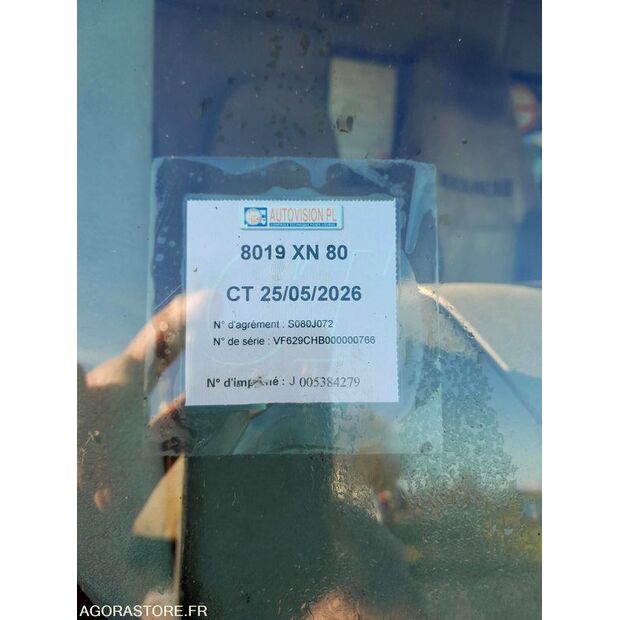 AUTOVISION PL
8019 XN 80
CT 25/05/2026
N° d'agrément : S080J072
N° de série : VF629CHB000000766
N° d'imprimé : J 005384279
AGORASTORE.FR